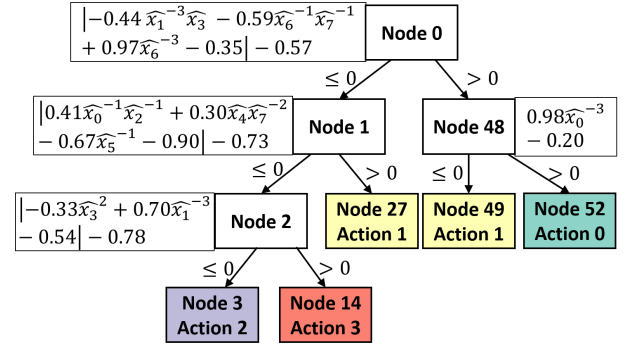 |−0.44 x̂₁⁻³x̂₃ − 0.59x̂₆⁻¹x̂₇⁻¹
+ 0.97x̂₆⁻³ − 0.35| − 0.57
Node 0
≤ 0
> 0
|0.41x̂₀⁻¹x̂₂⁻¹ + 0.30x̂₄x̂₇⁻²
− 0.67x̂₅⁻¹ − 0.90| − 0.73
Node 1
Node 48
0.98x̂₀⁻³
− 0.20
≤ 0
> 0
≤ 0
> 0
|−0.33x̂₃² + 0.70x̂₁⁻³
− 0.54| − 0.78
Node 2
Node 27
Action 1
Node 49
Action 1
Node 52
Action 0
≤ 0
> 0
Node 3
Action 2
Node 14
Action 3